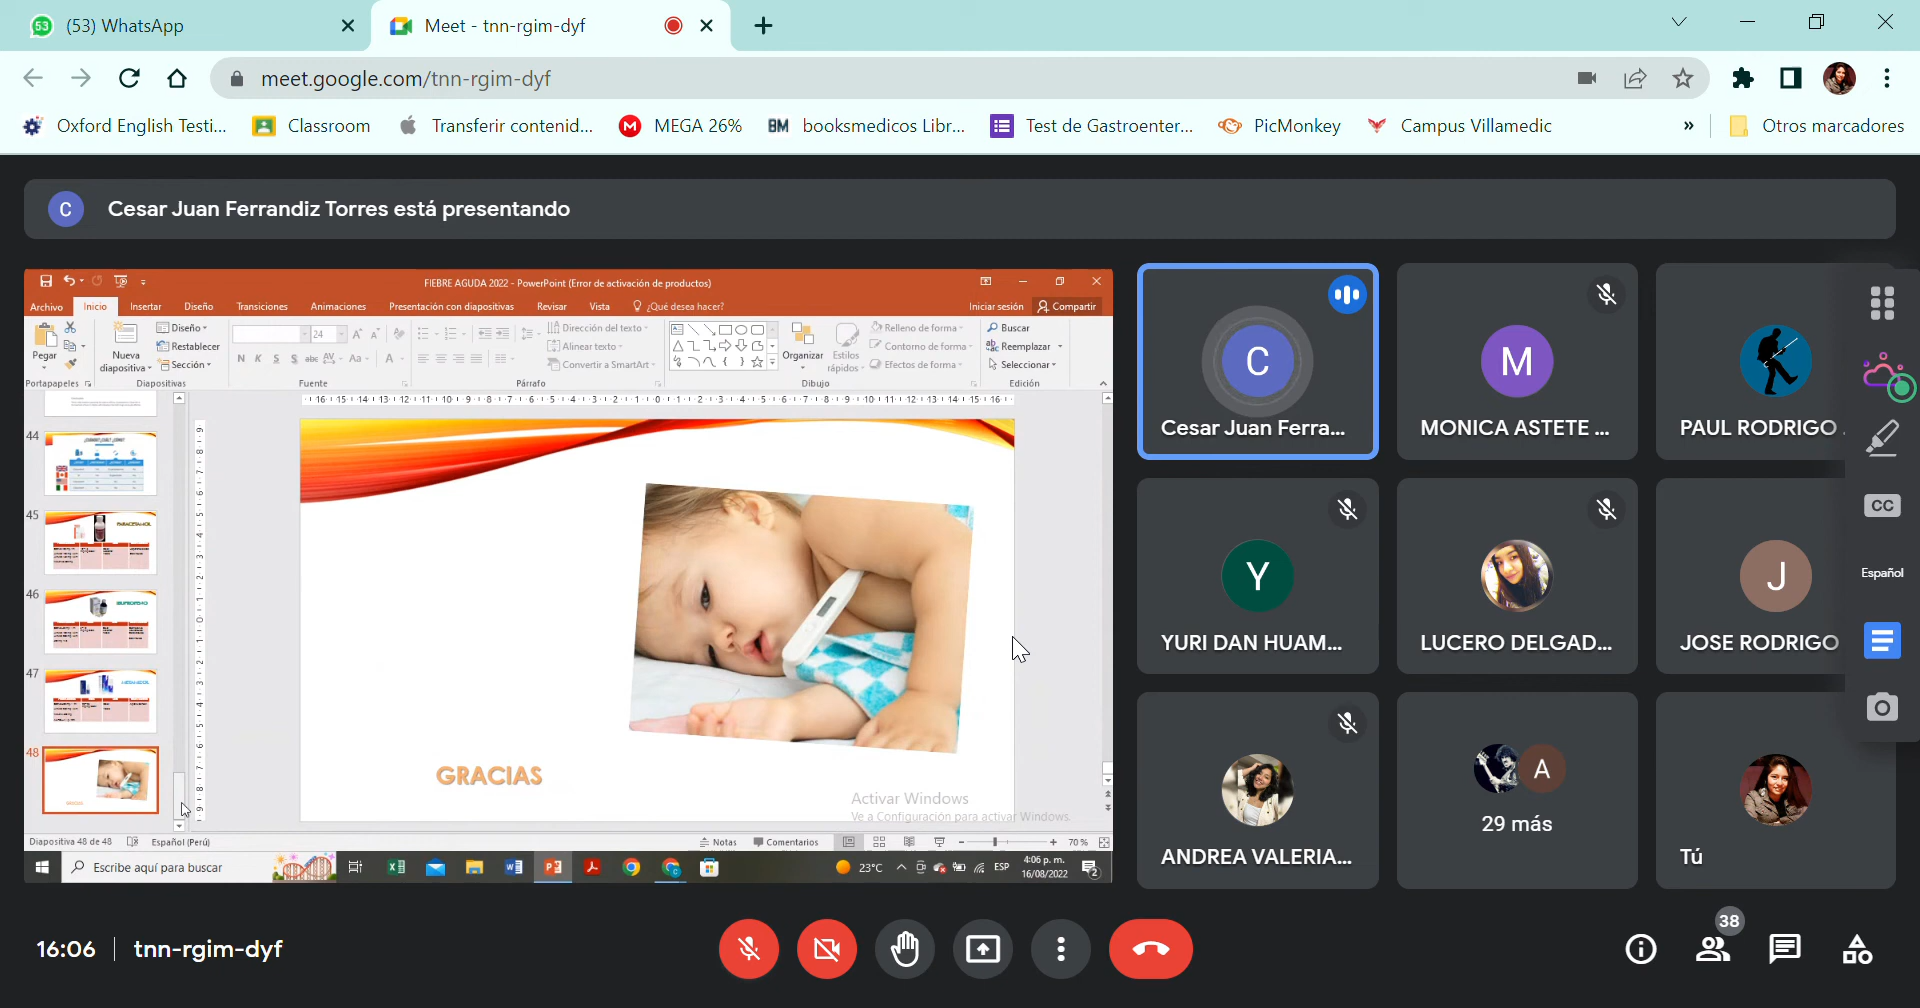 (53) WhatsApp
Meet - tnn-rgim-dyf
meet.google.com/tnn-rgim-dyf
Oxford English Testi...
Classroom
Transferir contenid...
MEGA 26%
BM booksmedicos Libr...
Test de Gastroenter...
PicMonkey
Campus Villamedic
»
Otros marcadores
C
Cesar Juan Ferrandiz Torres está presentando
FIEBRE AGUDA 2022 - PowerPoint (Error de activación de productos)
Archivo Inicio Insertar Diseño Transiciones Animaciones Presentación con diapositivas Revisar Vista ¿Qué desea hacer?
Iniciar sesión Compartir
Pegar
Nueva diapositiva
Diseño
Restablecer
Sección
24
N K S S abc AV Aa A
Dirección del texto
Alinear texto
Convertir a SmartArt
Organizar
Estilos rápidos
Relleno de forma
Contorno de forma
Efectos de forma
Buscar
Reemplazar
Seleccionar
Portapapeles Diapositivas Fuente Párrafo Dibujo Edición
44
45
PARACETAMOL
46
IBUPROFENO
47
48
GRACIAS
Activar Windows
Ve a Configuración para activar Windows.
Diapositiva 48 de 48 Español (Perú)
Notas Comentarios 70 %
Escribe aquí para buscar
23°C
ESP
4:06 p. m.
16/08/2022
2
C
Cesar Juan Ferra...
M
MONICA ASTETE ...
PAUL RODRIGO
Y
YURI DAN HUAM...
LUCERO DELGAD...
J
JOSE RODRIGO
ANDREA VALERIA...
A
29 más
Tú
CC
Español
16:06
tnn-rgim-dyf
38